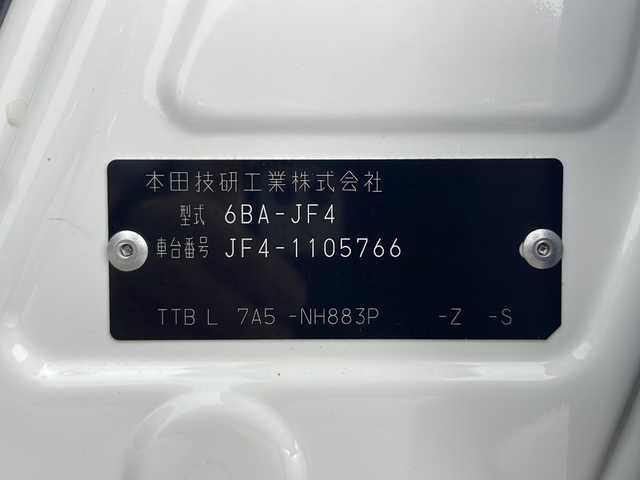 本田技研工業株式会社
型式 6BA-JF4
車台番号 JF4-1105766
TTB L 7A5 -NH883P -Z -S